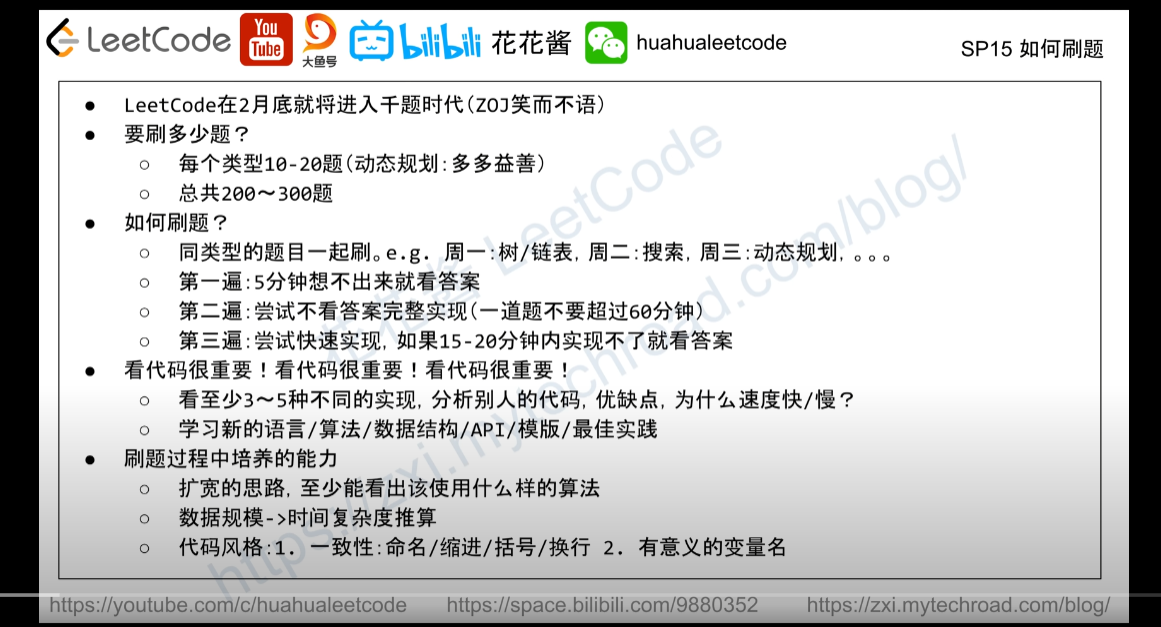 LeetCode You Tube 大鱼号 bilibili 花花酱 huahualeetcode SP15 如何刷题
● LeetCode在2月底就将进入千题时代(ZOJ笑而不语)
● 要刷多少题？
○ 每个类型10-20题(动态规划:多多益善)
○ 总共200～300题
● 如何刷题？
○ 同类型的题目一起刷。e.g. 周一:树/链表, 周二:搜索, 周三:动态规划, 。。。
○ 第一遍:5分钟想不出来就看答案
○ 第二遍:尝试不看答案完整实现(一道题不要超过60分钟)
○ 第三遍:尝试快速实现, 如果15-20分钟内实现不了就看答案
● 看代码很重要！看代码很重要！看代码很重要！
○ 看至少3～5种不同的实现, 分析别人的代码, 优缺点, 为什么速度快/慢？
○ 学习新的语言/算法/数据结构/API/模版/最佳实践
● 刷题过程中培养的能力
○ 扩宽的思路, 至少能看出该使用什么样的算法
○ 数据规模->时间复杂度推算
○ 代码风格:1. 一致性:命名/缩进/括号/换行 2. 有意义的变量名
花花酱 LeetCode
https://zxi.mytechroad.com/blog/
https://youtube.com/c/huahualeetcode https://space.bilibili.com/9880352 https://zxi.mytechroad.com/blog/